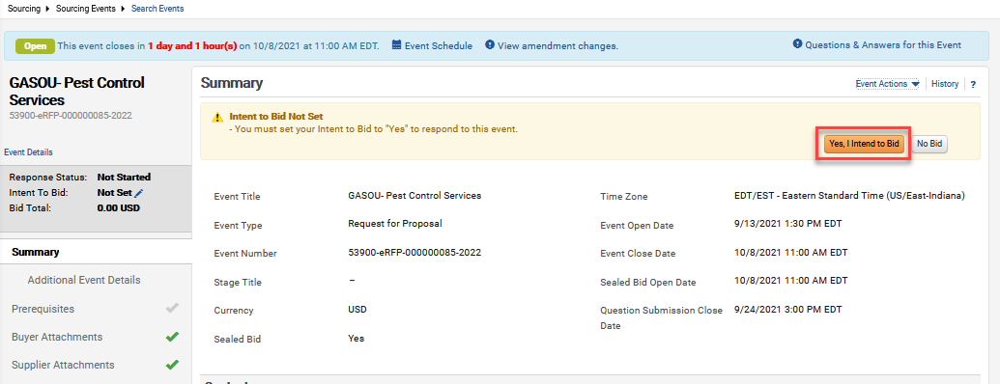 Sourcing Sourcing Events Search Events
Open This event closes in 1 day and 1 hour(s) on 10/8/2021 at 11:00 AM EDT. Event Schedule View amendment changes. Questions & Answers for this Event
GASOU- Pest Control
Services
53900-eRFP-000000085-2022
Event Details
Response Status: Not Started
Intent To Bid: Not Set
Bid Total: 0.00 USD
Summary
Additional Event Details
Prerequisites
Buyer Attachments
Supplier Attachments
Summary
Event Actions History ?
Intent to Bid Not Set
- You must set your Intent to Bid to "Yes" to respond to this event.
Yes, I Intend to Bid No Bid
Event Title GASOU- Pest Control Services Time Zone EDT/EST - Eastern Standard Time (US/East-Indiana)
Event Type Request for Proposal Event Open Date 9/13/2021 1:30 PM EDT
Event Number 53900-eRFP-000000085-2022 Event Close Date 10/8/2021 11:00 AM EDT
Stage Title – Sealed Bid Open Date 10/8/2021 11:00 AM EDT
Currency USD Question Submission Close 9/24/2021 3:00 PM EDT
Date
Sealed Bid Yes